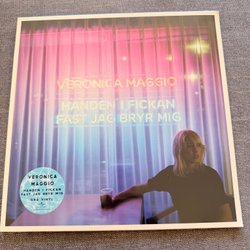 VERONICA MAGGIO
HANDEN I FICKAN
FAST JAG BRYR MIG
VERONICA
MAGGIO
HANDEN I FICKAN
FAST JAG BRYR MIG